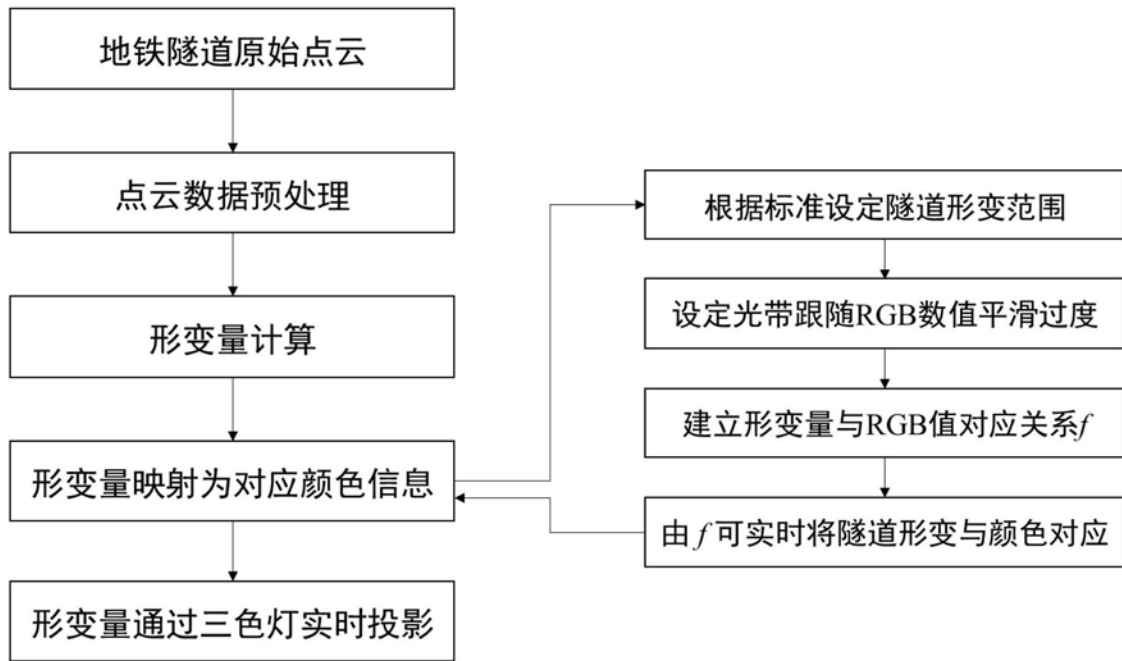 地铁隧道原始点云
点云数据预处理
形变量计算
形变量映射为对应颜色信息
形变量通过三色灯实时投影
根据标准设定隧道形变范围
设定光带跟随RGB数值平滑过度
建立形变量与RGB值对应关系f
由f可实时将隧道形变与颜色对应